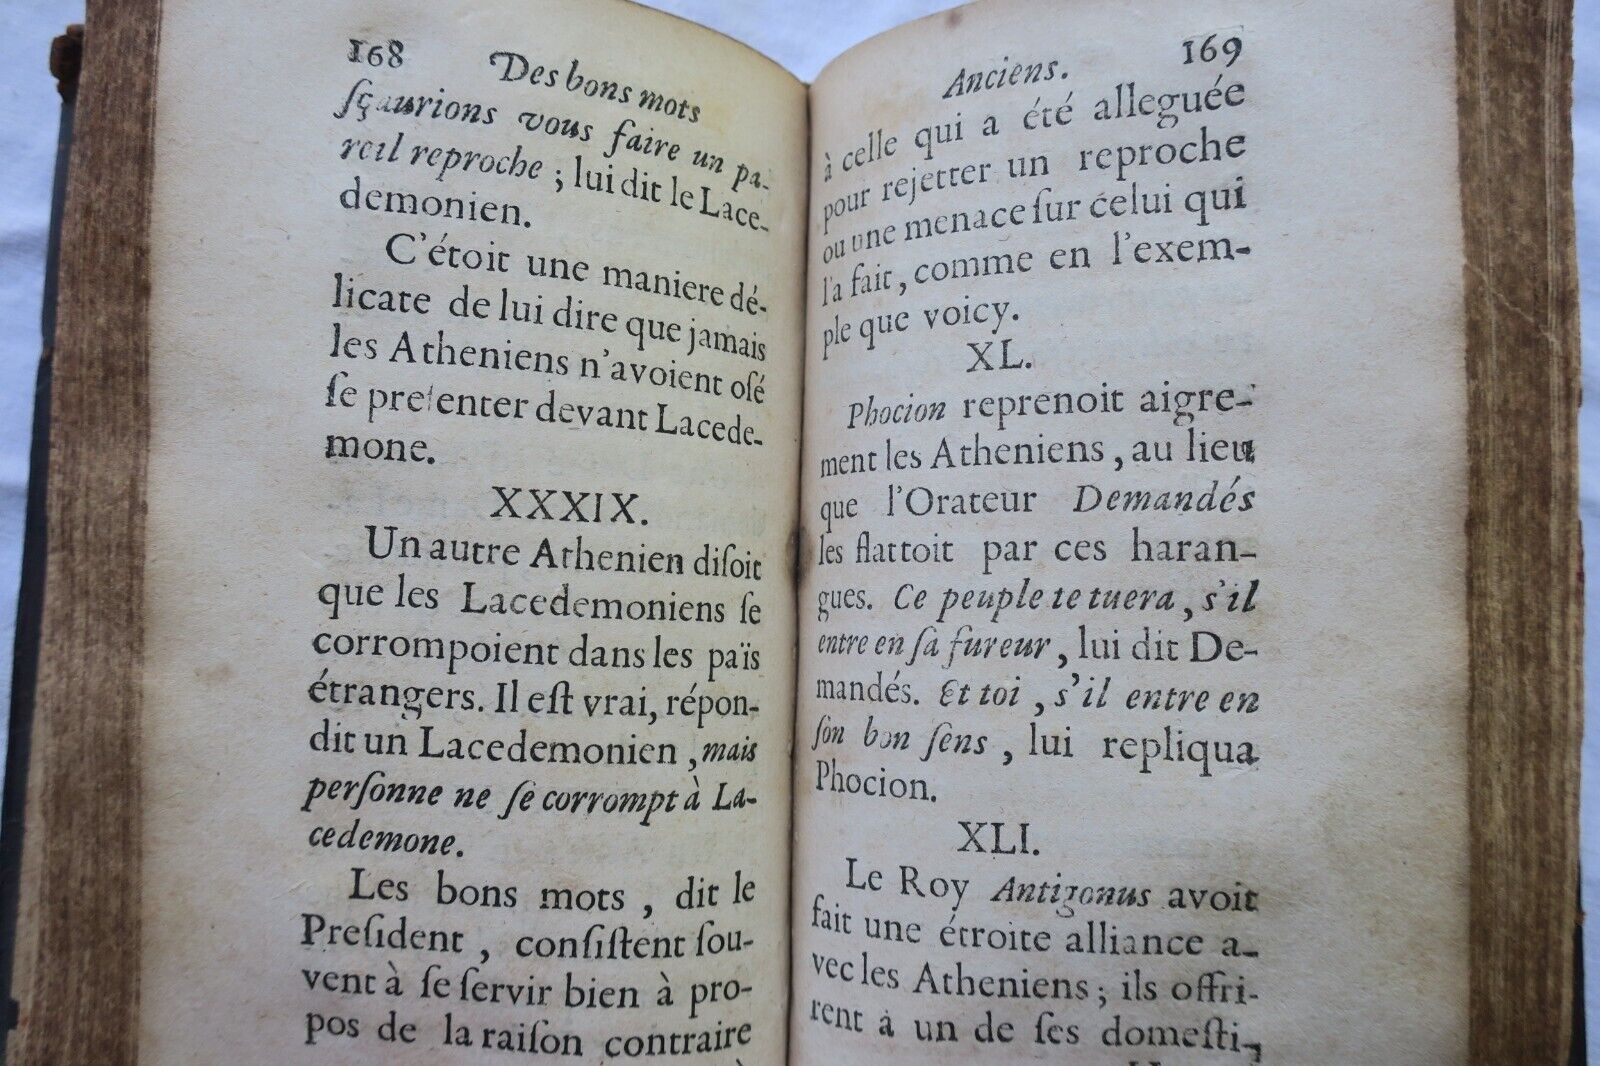 168 Des bons mots
ſçaurions vous faire un pa-
reil reproche ; lui dit le Lace-
demonien.
C'étoit une maniere dé-
licate de lui dire que jamais
les Atheniens n'avoient oſé
ſe preſenter devant Lacede-
mone.
XXXIX.
Un autre Athenien diſoit
que les Lacedemoniens ſe
corrompoient dans les païs
étrangers. Il eſt vrai, répon-
dit un Lacedemonien, mais
perſonne ne ſe corrompt à La-
cedemone.
Les bons mots, dit le
Preſident, conſiſtent ſou-
vent à ſe ſervir bien à pro-
pos de la raiſon contraire
Anciens. 169
à celle qui a été alleguée
pour rejetter un reproche
ou une menace ſur celui qui
l'a fait, comme en l'exem-
ple que voicy.
XL.
Phocion reprenoit aigre-
ment les Atheniens, au lieu
que l'Orateur Demandés
les flattoit par ces haran-
gues. Ce peuple te tuera, s'il
entre en ſa fureur, lui dit De-
mandés. Et toi, s'il entre en
ſon bon ſens, lui repliqua
Phocion.
XLI.
Le Roy Antigonus avoit
fait une étroite alliance a-
vec les Atheniens ; ils offri-
rent à un de ſes domeſti-